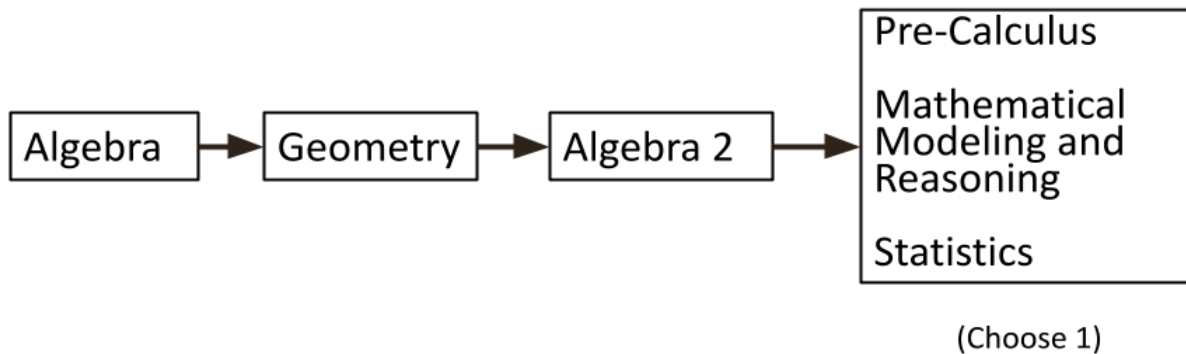 Algebra
Geometry
Algebra 2
Pre-Calculus
Mathematical
Modeling and
Reasoning
Statistics
(Choose 1)